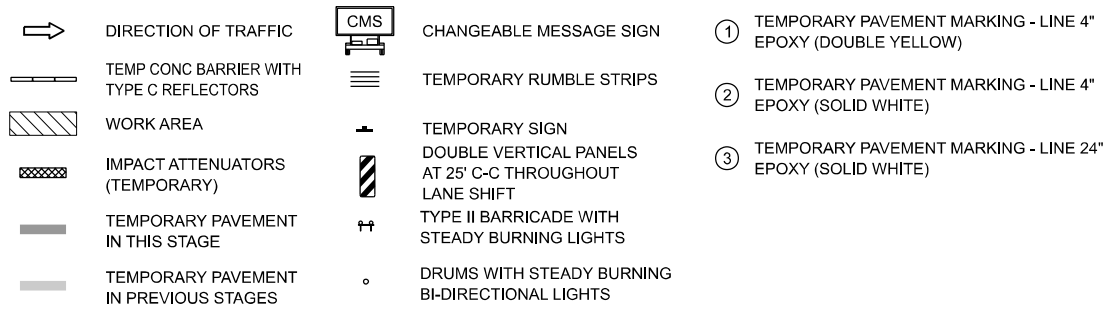 DIRECTION OF TRAFFIC
TEMP CONC BARRIER WITH
TYPE C REFLECTORS
WORK AREA
IMPACT ATTENUATORS
(TEMPORARY)
TEMPORARY PAVEMENT
IN THIS STAGE
TEMPORARY PAVEMENT
IN PREVIOUS STAGES
CMS
CHANGEABLE MESSAGE SIGN
TEMPORARY RUMBLE STRIPS
TEMPORARY SIGN
DOUBLE VERTICAL PANELS
AT 25' C-C THROUGHOUT
LANE SHIFT
TYPE II BARRICADE WITH
STEADY BURNING LIGHTS
DRUMS WITH STEADY BURNING
BI-DIRECTIONAL LIGHTS
1 TEMPORARY PAVEMENT MARKING - LINE 4"
EPOXY (DOUBLE YELLOW)
2 TEMPORARY PAVEMENT MARKING - LINE 4"
EPOXY (SOLID WHITE)
3 TEMPORARY PAVEMENT MARKING - LINE 24"
EPOXY (SOLID WHITE)